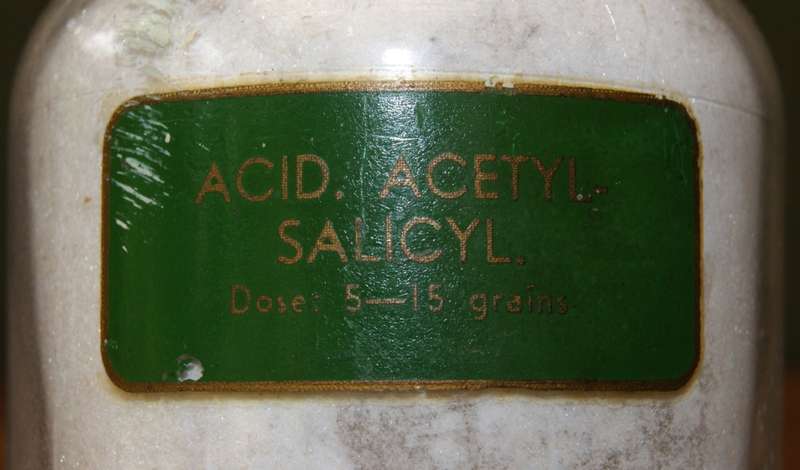 ACID. ACETYL-
SALICYL.
Dose: 5—15 grains